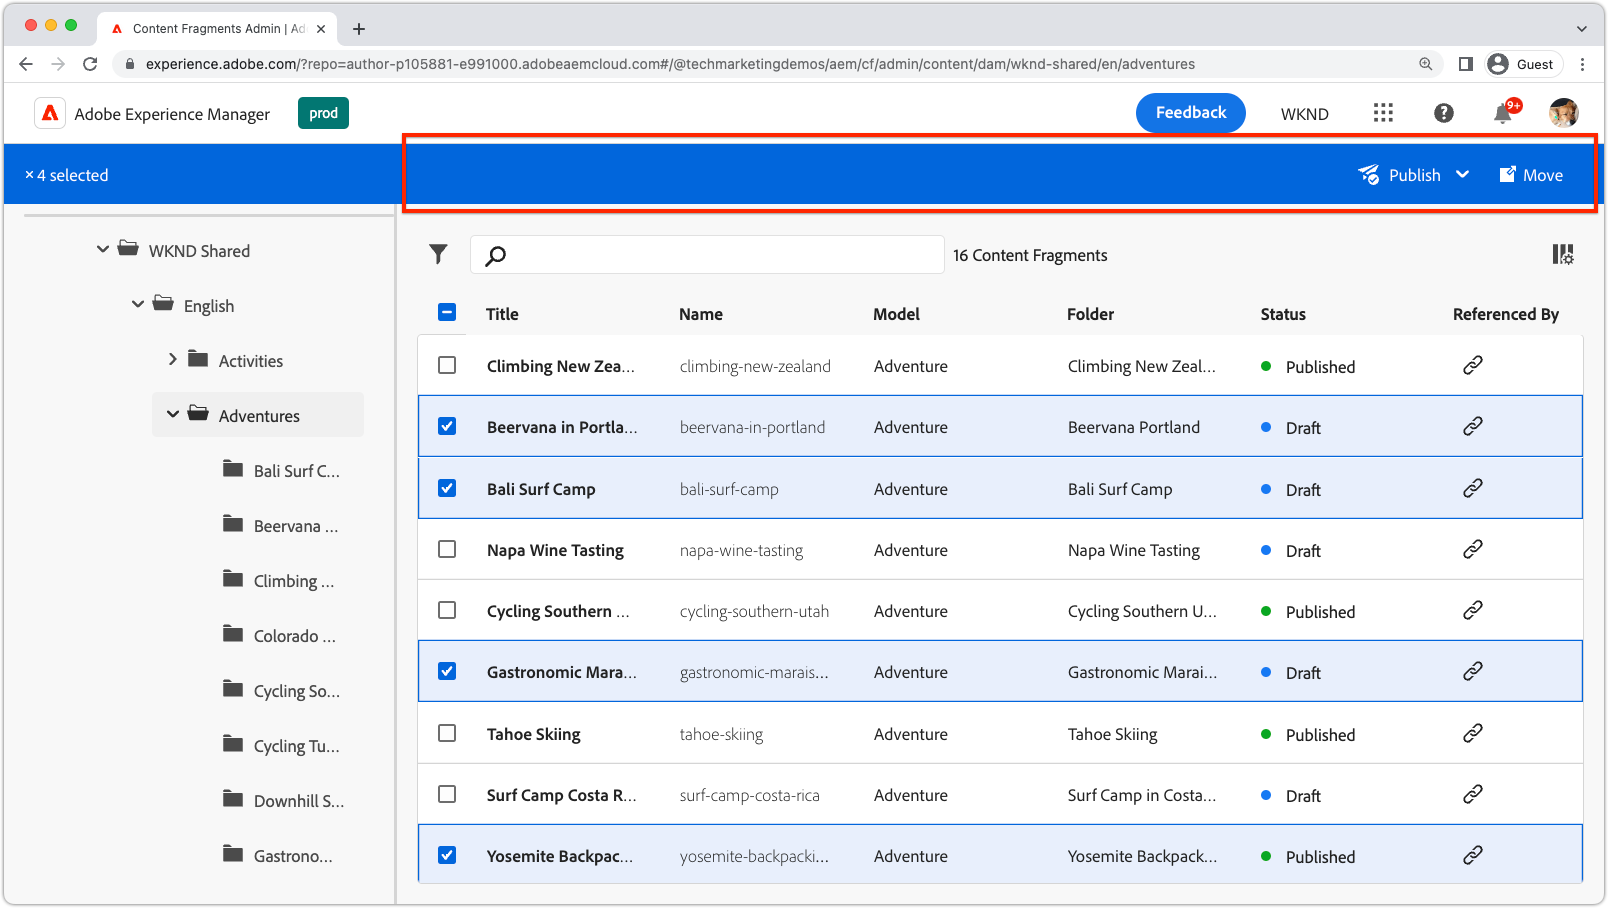 Content Fragments Admin | Ad
experience.adobe.com/?repo=author-p105881-e991000.adobeaemcloud.com#/@techmarketingdemos/aem/cf/admin/content/dam/wknd-shared/en/adventures
Guest
Adobe Experience Manager
prod
Feedback
WKND
9+
× 4 selected
Publish
Move
WKND Shared
English
Activities
Adventures
Bali Surf C...
Beervana ...
Climbing ...
Colorado ...
Cycling So...
Cycling Tu...
Downhill S...
Gastrono...
16 Content Fragments
Title Name Model Folder Status Referenced By
Climbing New Zea... climbing-new-zealand Adventure Climbing New Zeal... Published
Beervana in Portla... beervana-in-portland Adventure Beervana Portland Draft
Bali Surf Camp bali-surf-camp Adventure Bali Surf Camp Draft
Napa Wine Tasting napa-wine-tasting Adventure Napa Wine Tasting Draft
Cycling Southern ... cycling-southern-utah Adventure Cycling Southern U... Published
Gastronomic Mara... gastronomic-marais... Adventure Gastronomic Marai... Draft
Tahoe Skiing tahoe-skiing Adventure Tahoe Skiing Published
Surf Camp Costa R... surf-camp-costa-rica Adventure Surf Camp in Costa... Draft
Yosemite Backpac... yosemite-backpacki... Adventure Yosemite Backpack... Published